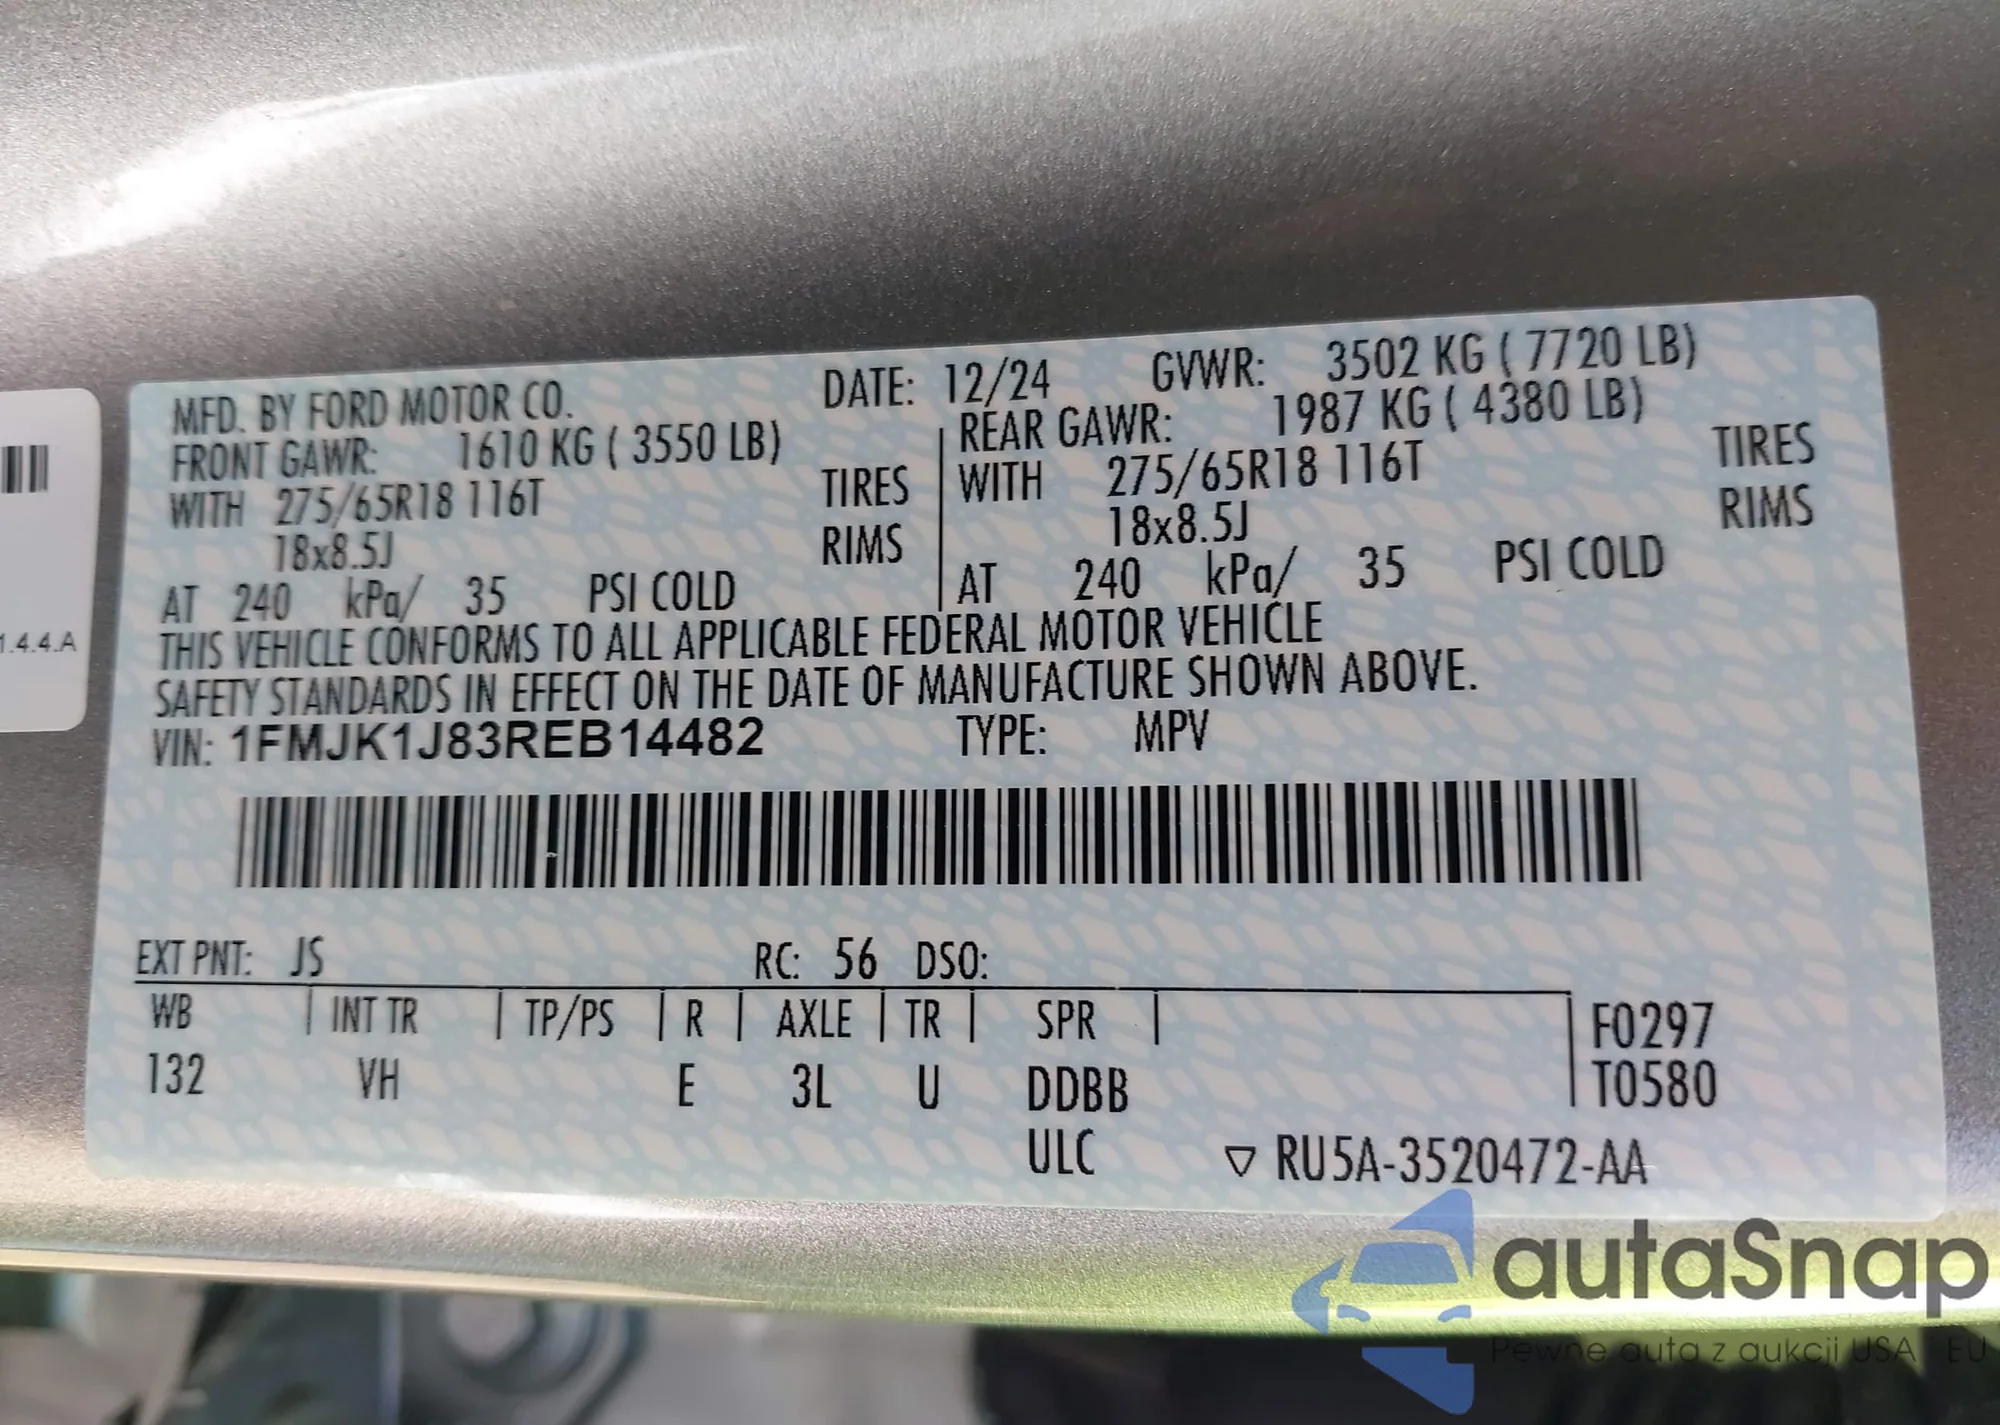 MFD. BY FORD MOTOR CO. DATE: 12/24 GVWR: 3502 KG ( 7720 LB)
FRONT GAWR: 1610 KG ( 3550 LB) REAR GAWR: 1987 KG ( 4380 LB)
WITH 275/65R18 116T TIRES WITH 275/65R18 116T TIRES
18x8.5J RIMS 18x8.5J RIMS
AT 240 kPa/ 35 PSI COLD AT 240 kPa/ 35 PSI COLD
THIS VEHICLE CONFORMS TO ALL APPLICABLE FEDERAL MOTOR VEHICLE
SAFETY STANDARDS IN EFFECT ON THE DATE OF MANUFACTURE SHOWN ABOVE.
VIN: 1FMJK1J83REB14482 TYPE: MPV
EXT PNT: JS RC: 56 DSO:
WB INT TR TP/PS R AXLE TR SPR F0297
132 VH E 3L U DDBB T0580
ULC ▽ RU5A-3520472-AA
1.4.4.A
autaSnap
Pewne auta z aukcji USA i EU